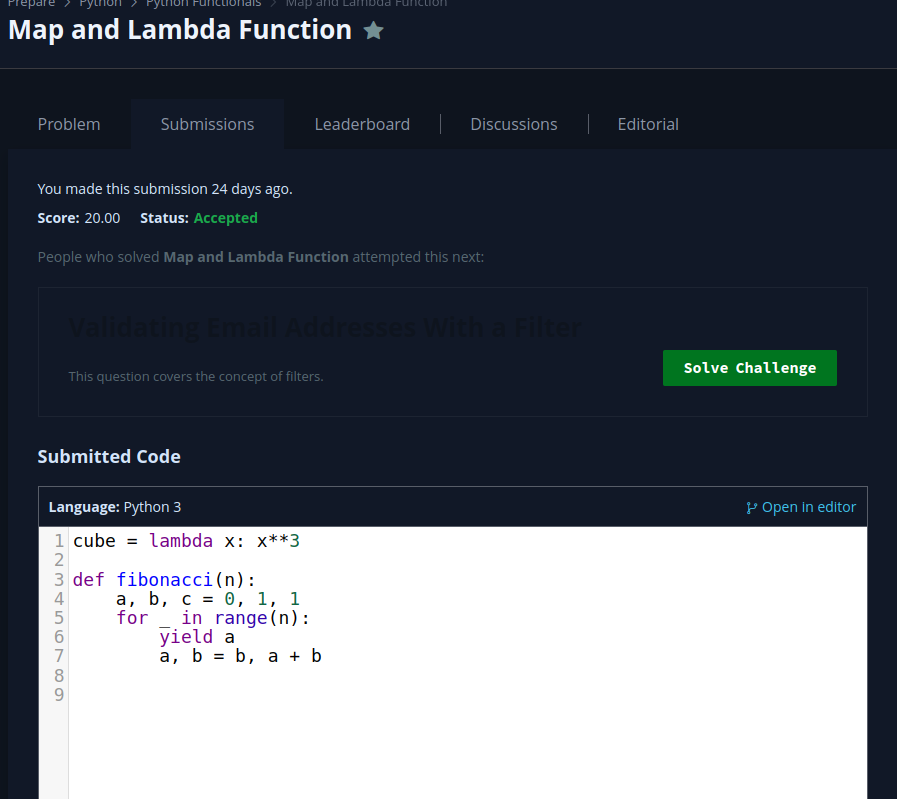 Prepare > Python > Python Functionals > Map and Lambda Function
Map and Lambda Function
Problem Submissions Leaderboard Discussions Editorial
You made this submission 24 days ago.
Score: 20.00 Status: Accepted
People who solved Map and Lambda Function attempted this next:
Validating Email Addresses With a Filter
This question covers the concept of filters.
Solve Challenge
Submitted Code
Language: Python 3 Open in editor
1 cube = lambda x: x**3
2
3 def fibonacci(n):
4     a, b, c = 0, 1, 1
5     for _ in range(n):
6         yield a
7         a, b = b, a + b
8
9